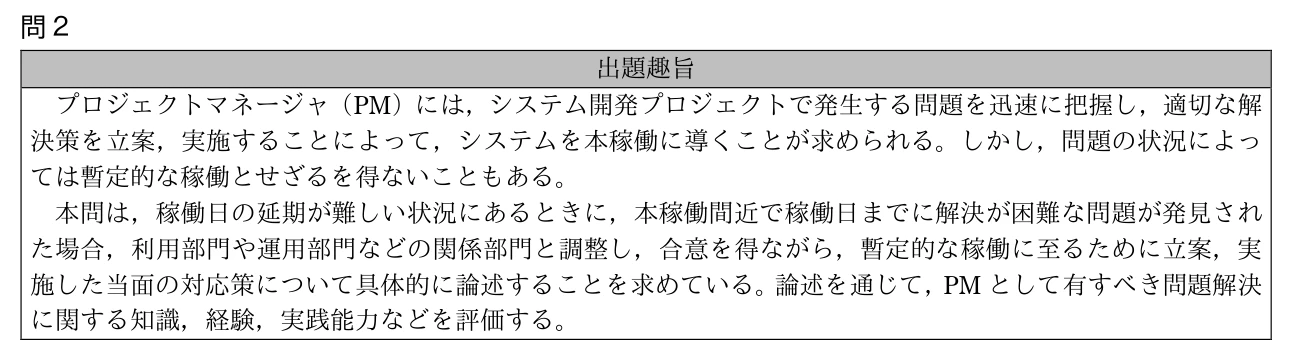 問２
出題趣旨
プロジェクトマネージャ（PM）には，システム開発プロジェクトで発生する問題を迅速に把握し，適切な解
決策を立案，実施することによって，システムを本稼働に導くことが求められる。しかし，問題の状況によっ
ては暫定的な稼働とせざるを得ないこともある。
本問は，稼働日の延期が難しい状況にあるときに，本稼働間近で稼働日までに解決が困難な問題が発見され
た場合，利用部門や運用部門などの関係部門と調整し，合意を得ながら，暫定的な稼働に至るために立案，実
施した当面の対応策について具体的に論述することを求めている。論述を通じて，PM として有すべき問題解決
に関する知識，経験，実践能力などを評価する。